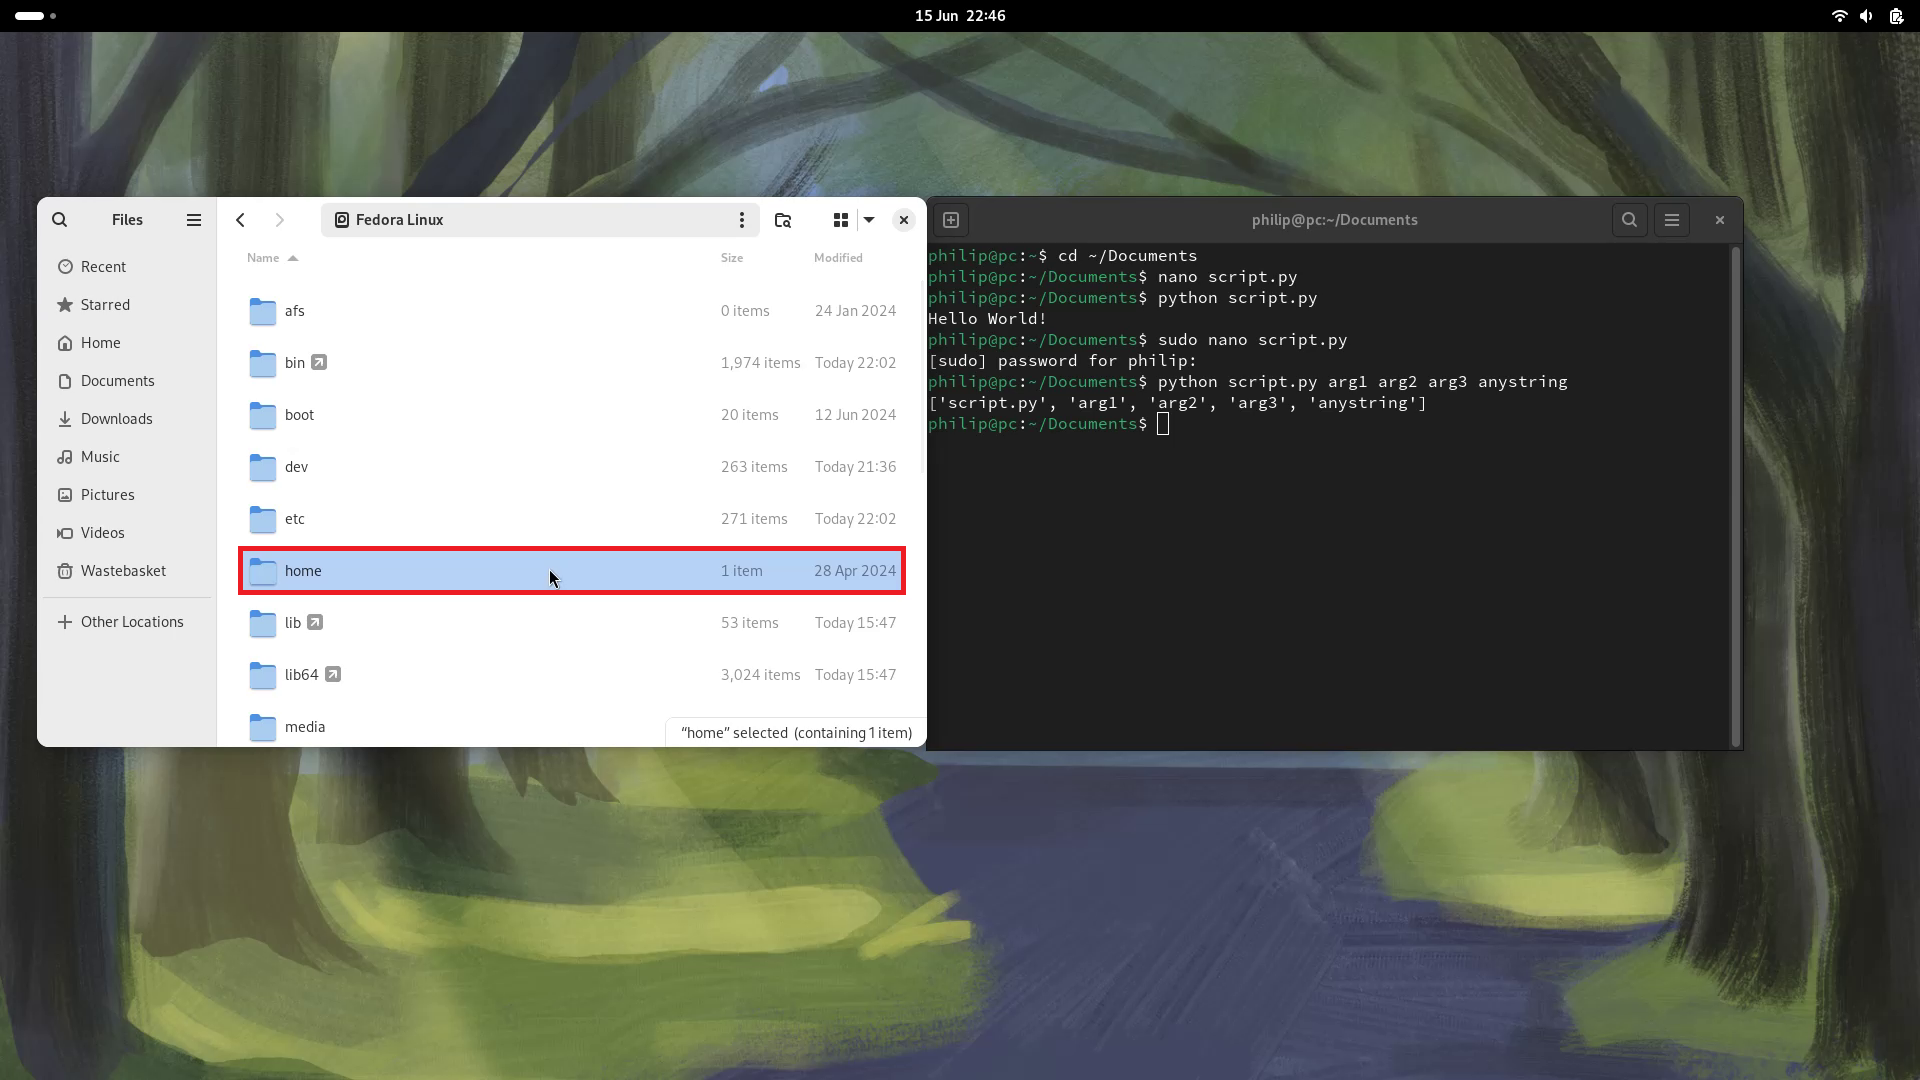 15 Jun 22:46
Files
Recent
Starred
Home
Documents
Downloads
Music
Pictures
Videos
Wastebasket
Other Locations
Fedora Linux
Name Size Modified
afs 0 items 24 Jan 2024
bin 1,974 items Today 22:02
boot 20 items 12 Jun 2024
dev 263 items Today 21:36
etc 271 items Today 22:02
home 1 item 28 Apr 2024
lib 53 items Today 15:47
lib64 3,024 items Today 15:47
media
“home” selected (containing 1 item)
philip@pc:~/Documents
philip@pc:~$ cd ~/Documents
philip@pc:~/Documents$ nano script.py
philip@pc:~/Documents$ python script.py
Hello World!
philip@pc:~/Documents$ sudo nano script.py
[sudo] password for philip:
philip@pc:~/Documents$ python script.py arg1 arg2 arg3 anystring
['script.py', 'arg1', 'arg2', 'arg3', 'anystring']
philip@pc:~/Documents$